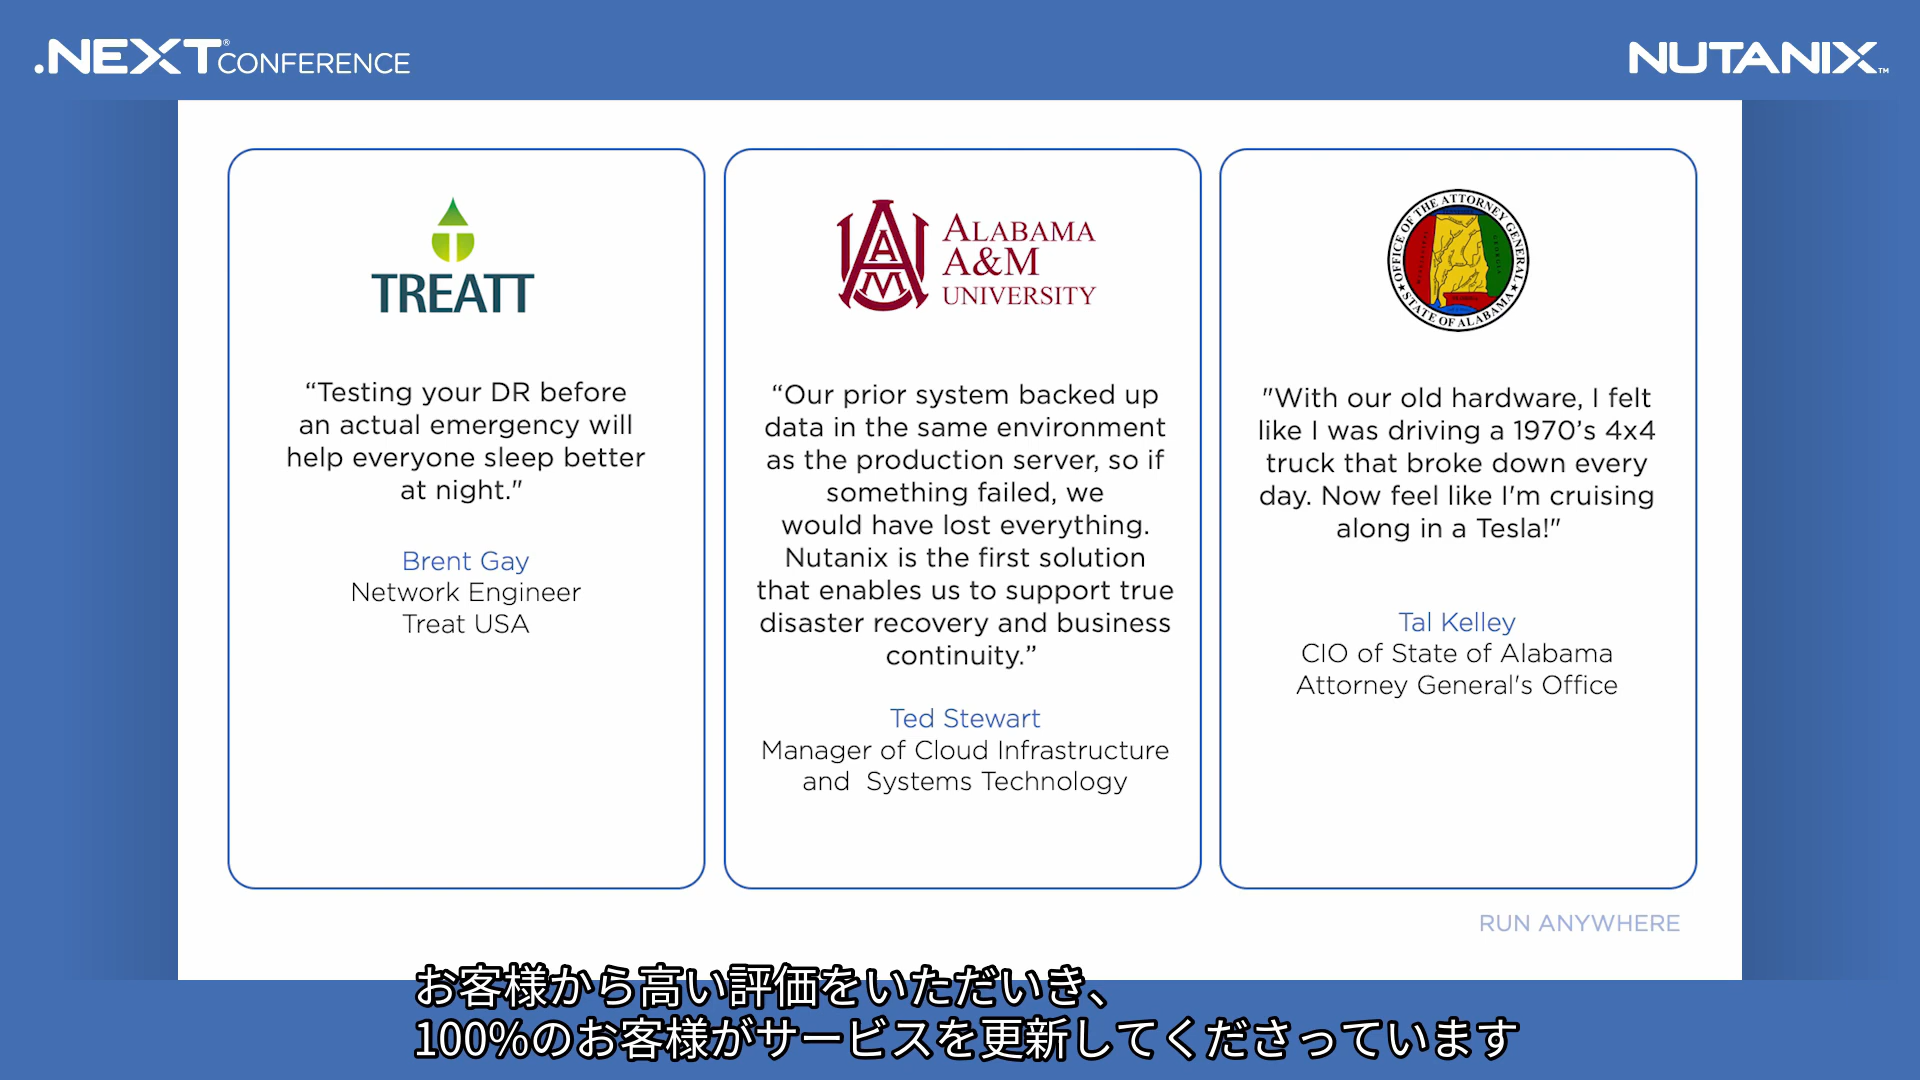 .NEXT® CONFERENCE
NUTANIX™
TREATT
“Testing your DR before
an actual emergency will
help everyone sleep better
at night."
Brent Gay
Network Engineer
Treat USA
AAM
ALABAMA
A&M
UNIVERSITY
“Our prior system backed up
data in the same environment
as the production server, so if
something failed, we
would have lost everything.
Nutanix is the first solution
that enables us to support true
disaster recovery and business
continuity.”
Ted Stewart
Manager of Cloud Infrastructure
and  Systems Technology
OFFICE OF THE ATTORNEY GENERAL
STATE OF ALABAMA
"With our old hardware, I felt
like I was driving a 1970’s 4x4
truck that broke down every
day. Now feel like I'm cruising
along in a Tesla!"
Tal Kelley
CIO of State of Alabama
Attorney General's Office
RUN ANYWHERE
お客様から高い評価をいただいき、
100%のお客様がサービスを更新してくださっています